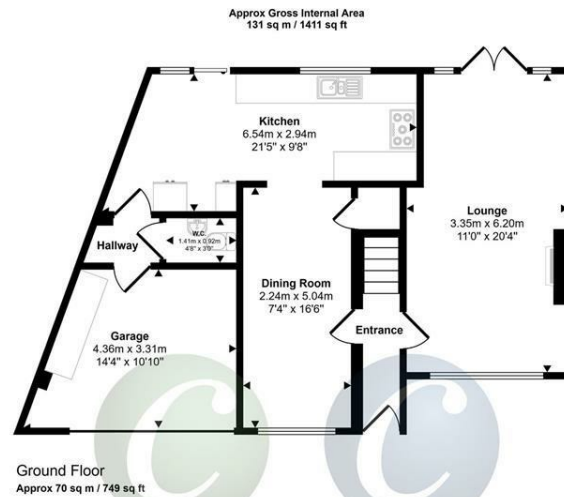 Approx Gross Internal Area
131 sq m / 1411 sq ft
Kitchen
6.54m x 2.94m
21'5" x 9'8"
W.C.
1.41m x 0.92m
4'8" x 3'0"
Hallway
Lounge
3.35m x 6.20m
11'0" x 20'4"
Dining Room
2.24m x 5.04m
7'4" x 16'6"
Entrance
Garage
4.36m x 3.31m
14'4" x 10'10"
Ground Floor
Approx 70 sq m / 749 sq ft